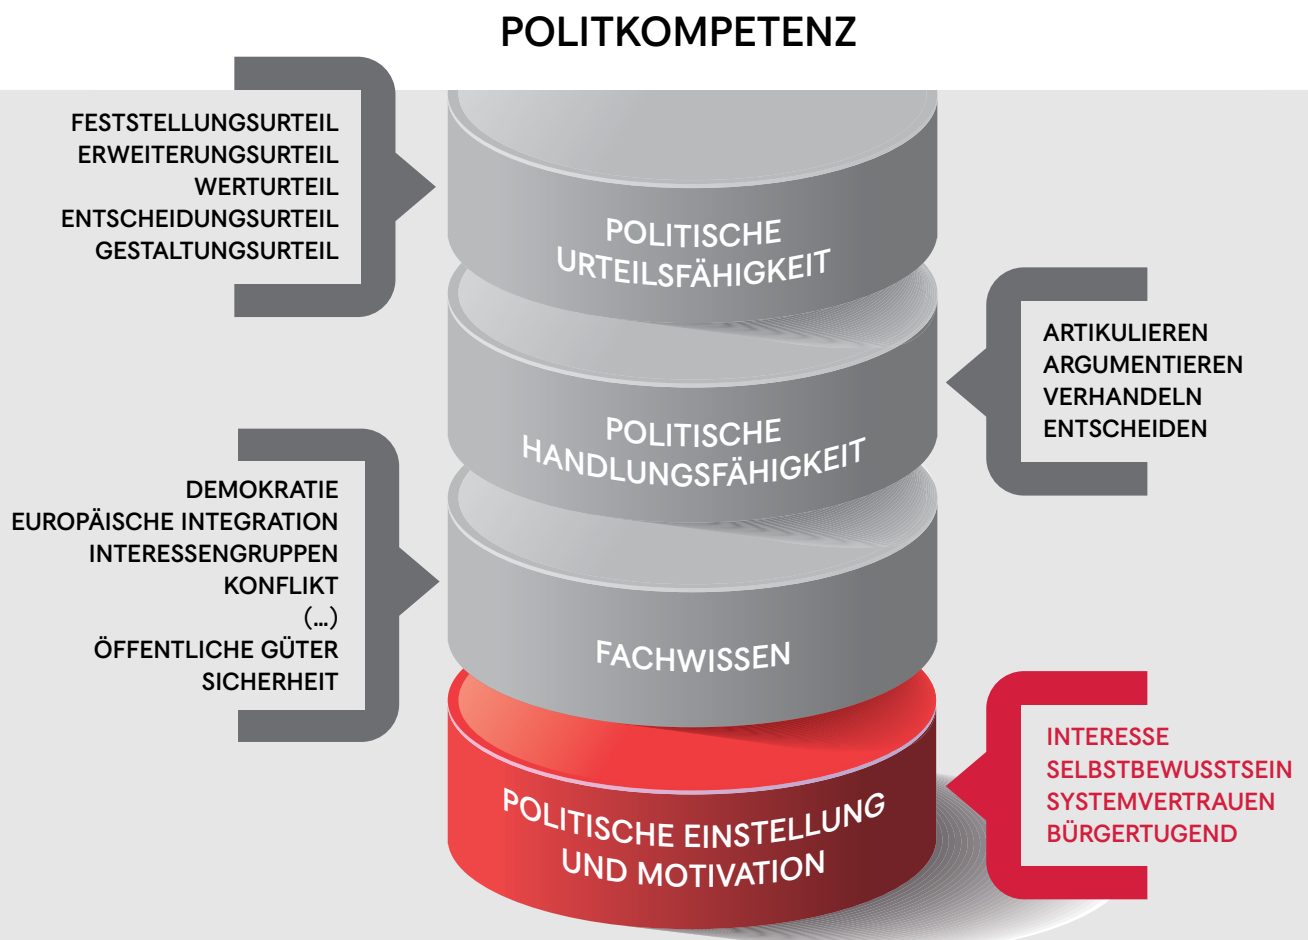 POLITKOMPETENZ
FESTSTELLUNGSURTEIL
ERWEITERUNGSURTEIL
WERTURTEIL
ENTSCHEIDUNGSURTEIL
GESTALTUNGSURTEIL
POLITISCHE
URTEILSFÄHIGKEIT
ARTIKULIEREN
ARGUMENTIEREN
VERHANDELN
ENTSCHEIDEN
POLITISCHE
HANDLUNGSFÄHIGKEIT
DEMOKRATIE
EUROPÄISCHE INTEGRATION
INTERESSENGRUPPEN
KONFLIKT
(...)
ÖFFENTLICHE GÜTER
SICHERHEIT
FACHWISSEN
INTERESSE
SELBSTBEWUSSTSEIN
SYSTEMVERTRAUEN
BÜRGERTUGEND
POLITISCHE EINSTELLUNG
UND MOTIVATION